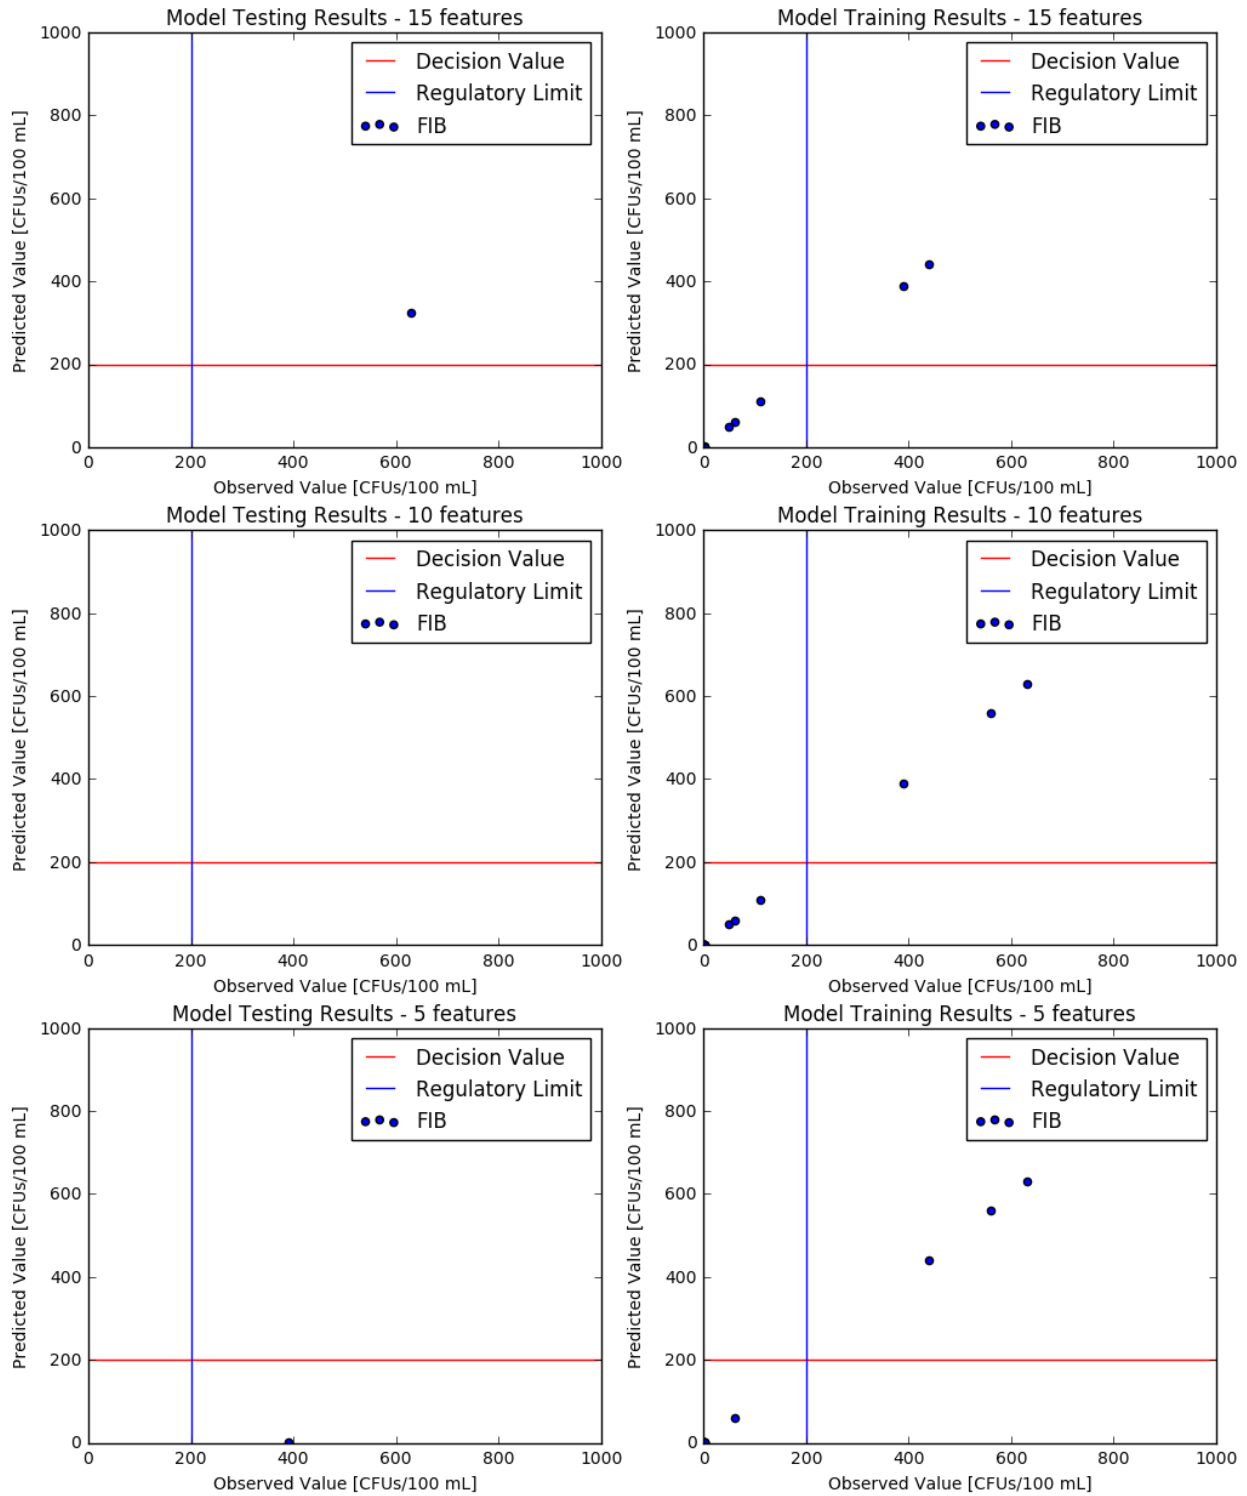 Model Testing Results - 15 features
1000
800
600
400
200
0
0 200 400 600 800 1000
Predicted Value [CFUs/100 mL]
Observed Value [CFUs/100 mL]
Decision Value
Regulatory Limit
FIB
Model Training Results - 15 features
1000
800
600
400
200
0
0 200 400 600 800 1000
Predicted Value [CFUs/100 mL]
Observed Value [CFUs/100 mL]
Decision Value
Regulatory Limit
FIB
Model Testing Results - 10 features
1000
800
600
400
200
0
0 200 400 600 800 1000
Predicted Value [CFUs/100 mL]
Observed Value [CFUs/100 mL]
Decision Value
Regulatory Limit
FIB
Model Training Results - 10 features
1000
800
600
400
200
0
0 200 400 600 800 1000
Predicted Value [CFUs/100 mL]
Observed Value [CFUs/100 mL]
Decision Value
Regulatory Limit
FIB
Model Testing Results - 5 features
1000
800
600
400
200
0
0 200 400 600 800 1000
Predicted Value [CFUs/100 mL]
Observed Value [CFUs/100 mL]
Decision Value
Regulatory Limit
FIB
Model Training Results - 5 features
1000
800
600
400
200
0
0 200 400 600 800 1000
Predicted Value [CFUs/100 mL]
Observed Value [CFUs/100 mL]
Decision Value
Regulatory Limit
FIB